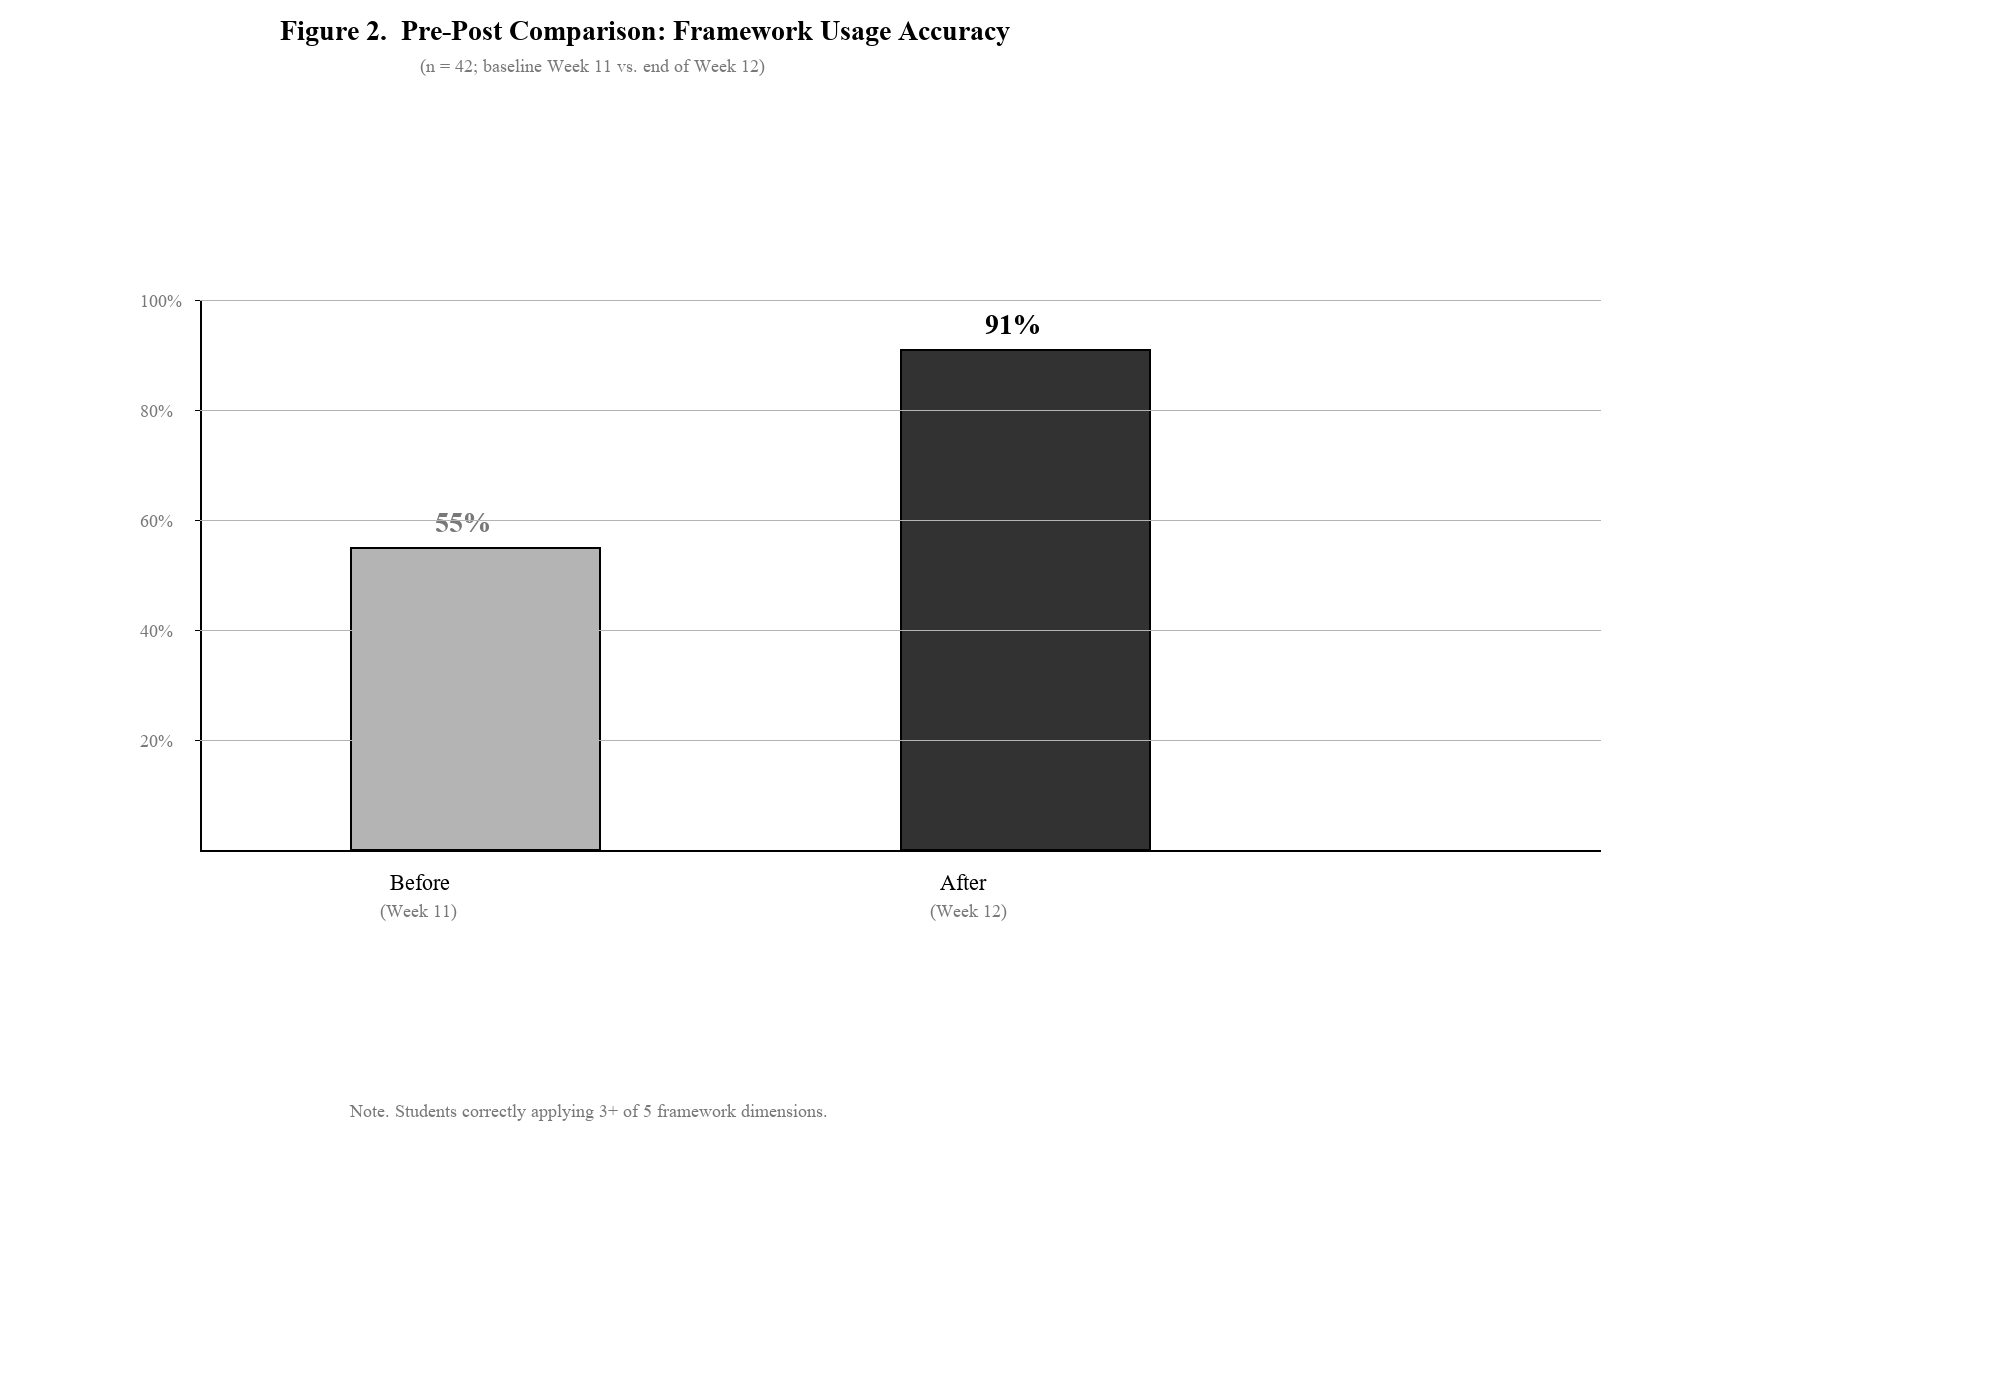 Figure 2.  Pre-Post Comparison: Framework Usage Accuracy
(n = 42; baseline Week 11 vs. end of Week 12)
100%
91%
80%
60%
55%
40%
20%
Before
After
(Week 11)
(Week 12)
Note. Students correctly applying 3+ of 5 framework dimensions.